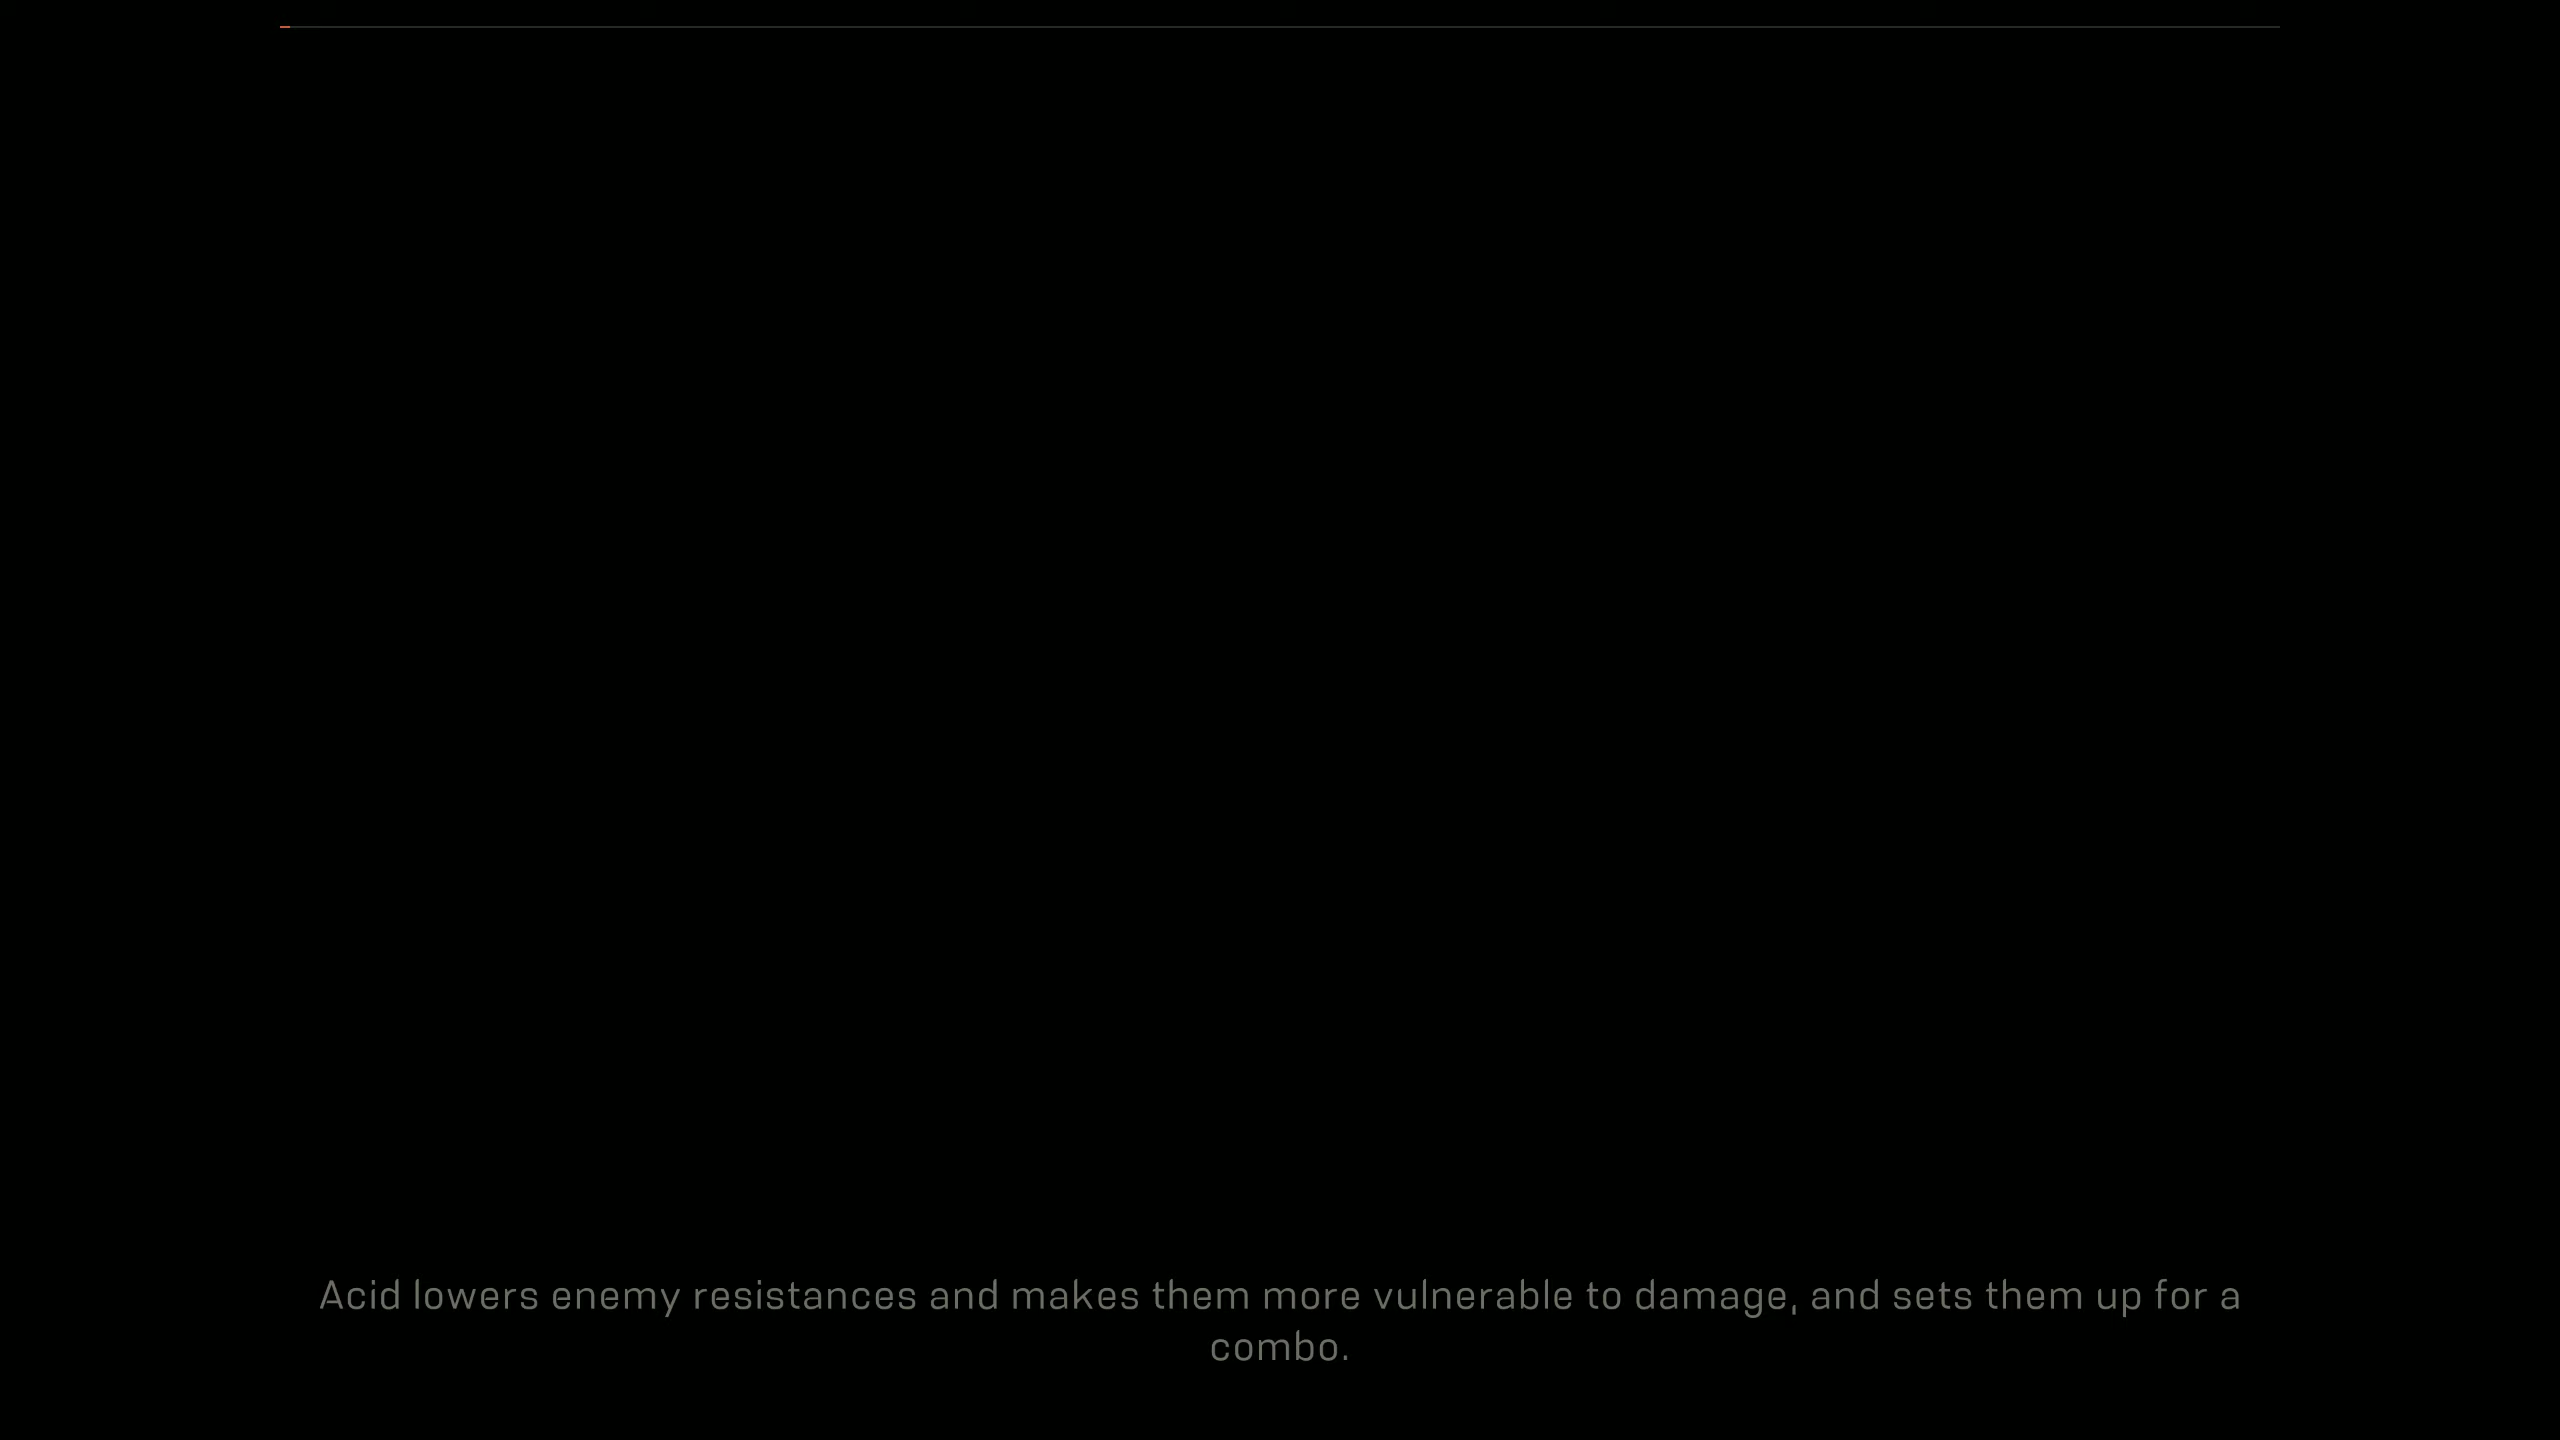 Acid lowers enemy resistances and makes them more vulnerable to damage, and sets them up for a
combo.